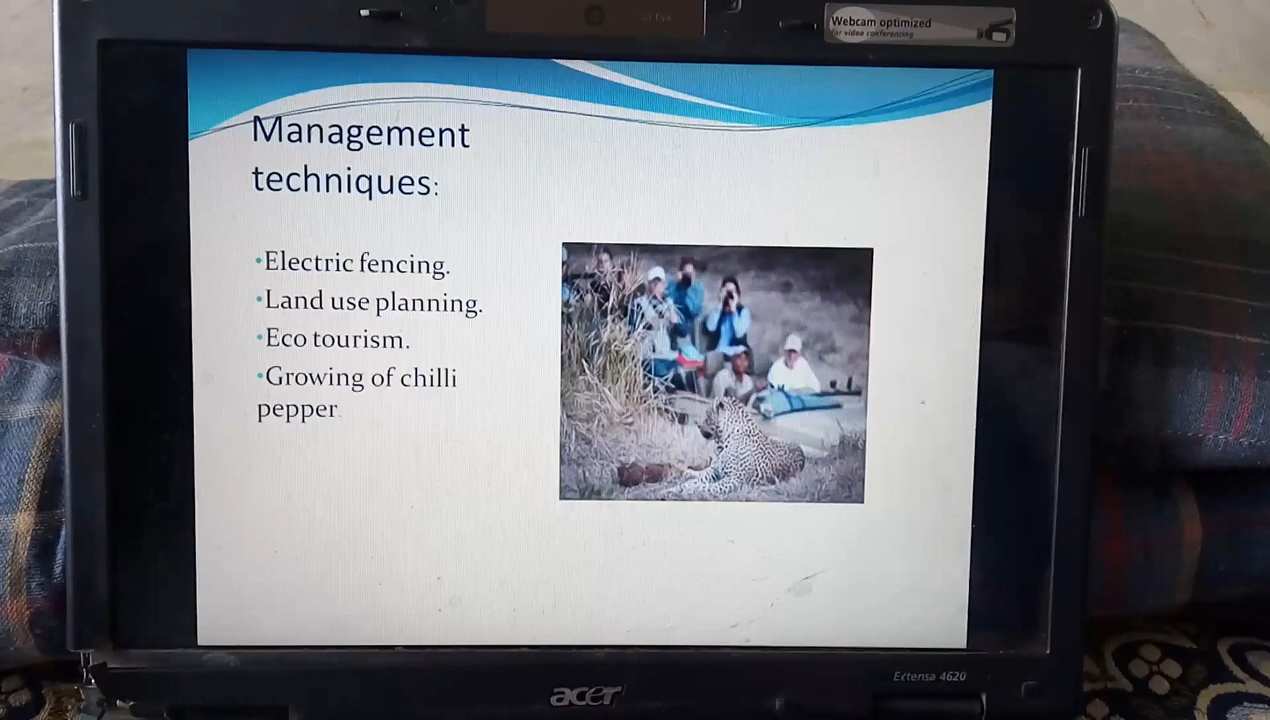 Webcam optimized
for video conferencing
Management
techniques:
•Electric fencing.
•Land use planning.
•Eco tourism.
•Growing of chilli
pepper.
Extensa 4620
acer